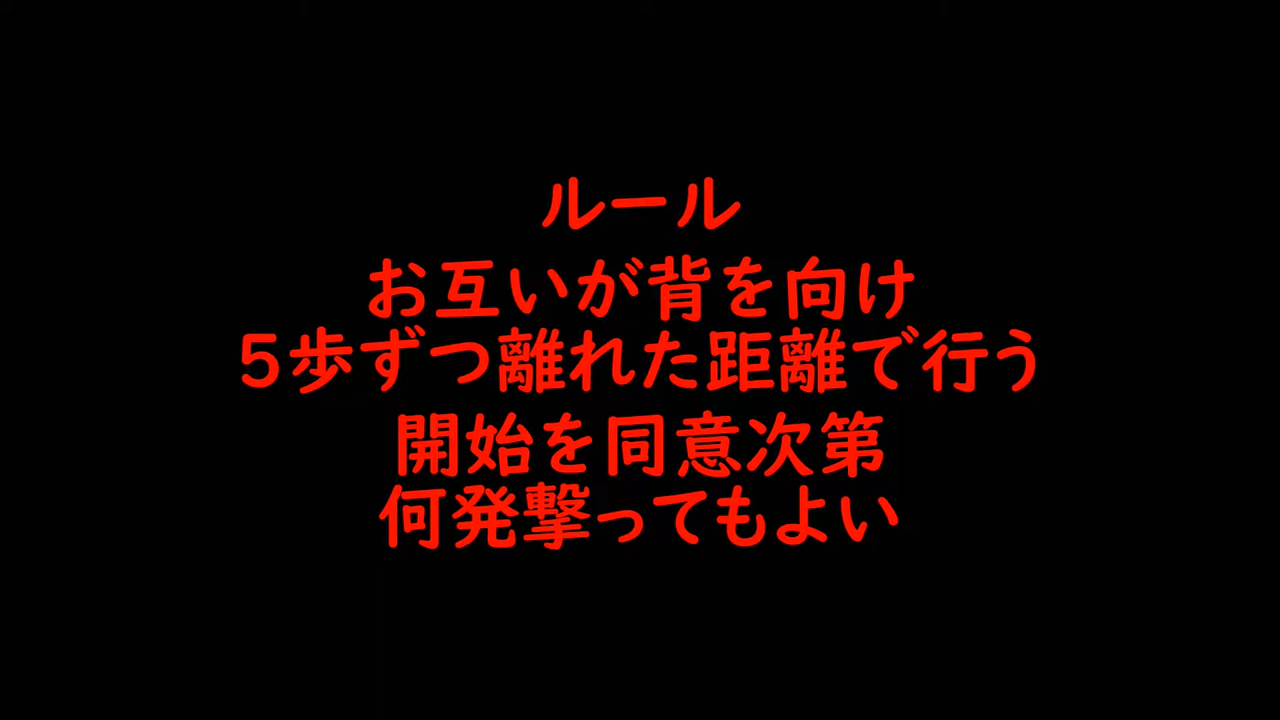 ルール
お互いが背を向け
５歩ずつ離れた距離で行う
開始を同意次第
何発撃ってもよい